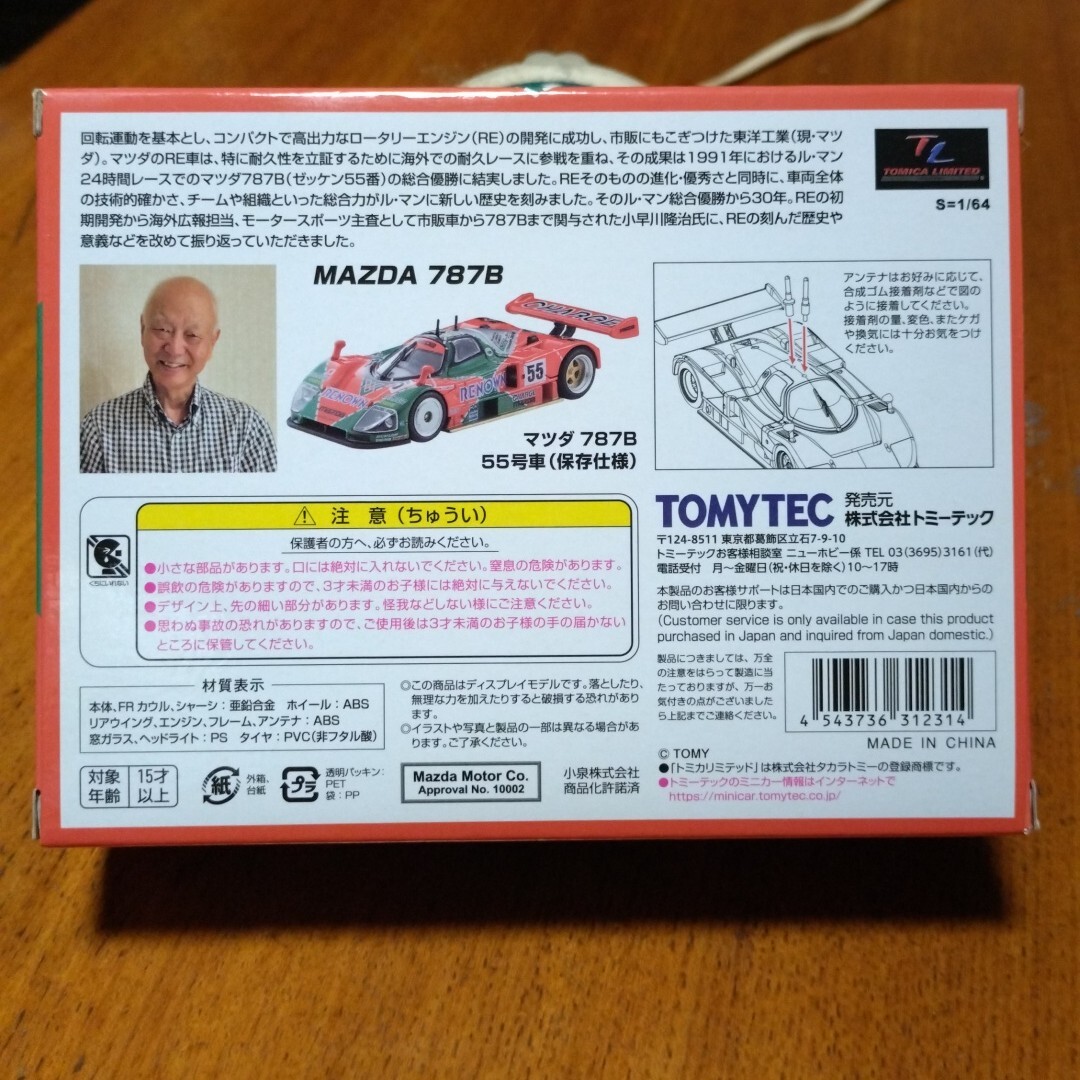 回転運動を基本とし、コンパクトで高出力なロータリーエンジン(RE)の開発に成功し、市販にもこぎつけた東洋工業(現・マツ
ダ)。マツダのRE車は、特に耐久性を立証するために海外での耐久レースに参戦を重ね、その成果は1991年におけるル・マン
24時間レースでのマツダ787B(ゼッケン55番)の総合優勝に結実しました。REそのものの進化・優秀さと同時に、車両全体
の技術的確かさ、チームや組織といった総合力がル・マンに新しい歴史を刻みました。そのル・マン総合優勝から30年。REの初
期開発から海外広報担当、モータースポーツ主査として市販車から787Bまで関与された小早川隆治氏に、REの刻んだ歴史や
意義などを改めて振り返っていただきました。
TL
TOMICA LIMITED
S=1/64
MAZDA 787B
CHARGE
RENOWN
RENOWN
55
マツダ 787B
55号車(保存仕様)
アンテナはお好みに応じて、
合成ゴム接着剤などで図の
ように接着してください。
接着剤の量、変色、またケガ
や換気には十分お気をつけ
ください。
⚠ 注 意(ちゅうい)
保護者の方へ、必ずお読みください。
●小さな部品があります。口には絶対に入れないでください。窒息の危険があります。
●誤飲の危険がありますので、3才未満のお子様には絶対に与えないでください。
●デザイン上、先の細い部分があります。怪我などしない様にご注意ください。
●思わぬ事故の恐れがありますので、ご使用後は3才未満のお子様の手の届かない
ところに保管してください。
くちにいれない
TOMYTEC 発売元 株式会社トミーテック
〒124-8511 東京都葛飾区立石7-9-10
トミーテックお客様相談室 ニューホビー係 TEL 03(3695)3161(代)
電話受付 月〜金曜日(祝・休日を除く)10〜17時
本製品のお客様サポートは日本国内でのご購入かつ日本国内からの
お問い合わせに限ります。
(Customer service is only available in case this product
purchased in Japan and inquired from Japan domestic.)
製品につきましては、万全
の注意をはらって製造に当
たっておりますが、万一お
気付きの点がございました
ら上記までご連絡ください。
4 543736 312314
MADE IN CHINA
材質表示
本体、FRカウル、シャーシ:亜鉛合金 ホイール:ABS
リアウイング、エンジン、フレーム、アンテナ:ABS
窓ガラス、ヘッドライト:PS タイヤ:PVC(非フタル酸)
◎この商品はディスプレイモデルです。落としたり、
無理な力を加えたりすると破損する恐れがあり
ます。
◎イラストや写真と製品の一部は異なる場合があ
ります。ご了承ください。
対象年齢 15才以上
紙 外箱、台紙
プラ 透明パッキン:PET 袋:PP
Mazda Motor Co.
Approval No. 10002
小泉株式会社
商品化許諾済
© TOMY
●「トミカリミテッド」は株式会社タカラトミーの登録商標です。
●トミーテックのミニカー情報はインターネットで
https://minicar.tomytec.co.jp/